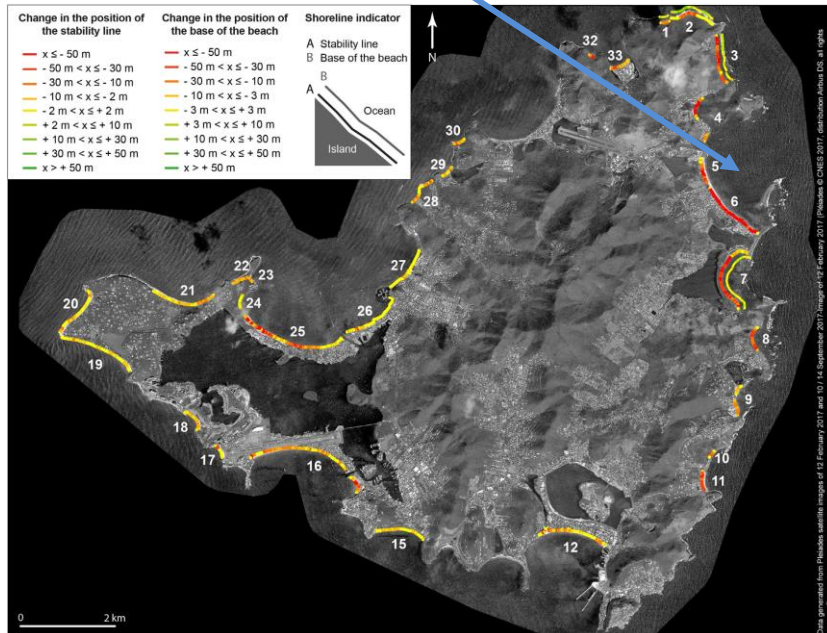 Change in the position of
the stability line
x ≤ - 50 m
- 50 m < x ≤ - 30 m
- 30 m < x ≤ - 10 m
- 10 m < x ≤ - 2 m
- 2 m < x ≤ + 2 m
+ 2 m < x ≤ + 10 m
+ 10 m < x ≤ + 30 m
+ 30 m < x ≤ + 50 m
x > + 50 m
Change in the position of
the base of the beach
x ≤ - 50 m
- 50 m < x ≤ - 30 m
- 30 m < x ≤ - 10 m
- 10 m < x ≤ - 3 m
- 3 m < x ≤ + 3 m
+ 3 m < x ≤ + 10 m
+ 10 m < x ≤ + 30 m
+ 30 m < x ≤ + 50 m
x > + 50 m
Shoreline indicator
A Stability line
B Base of the beach
B
A
Ocean
Island
N
1
2
3
32
33
4
30
5
29
6
28
27
22
23
7
21
24
20
26
25
8
19
9
18
17
10
16
11
15
12
0
2 km
Data generated from Pleiades satellite images of 12 February 2017 and 10 / 14 September 2017-Image of 12 February 2017 (Pléiades © CNES 2017, distribution Airbus DS, all rights